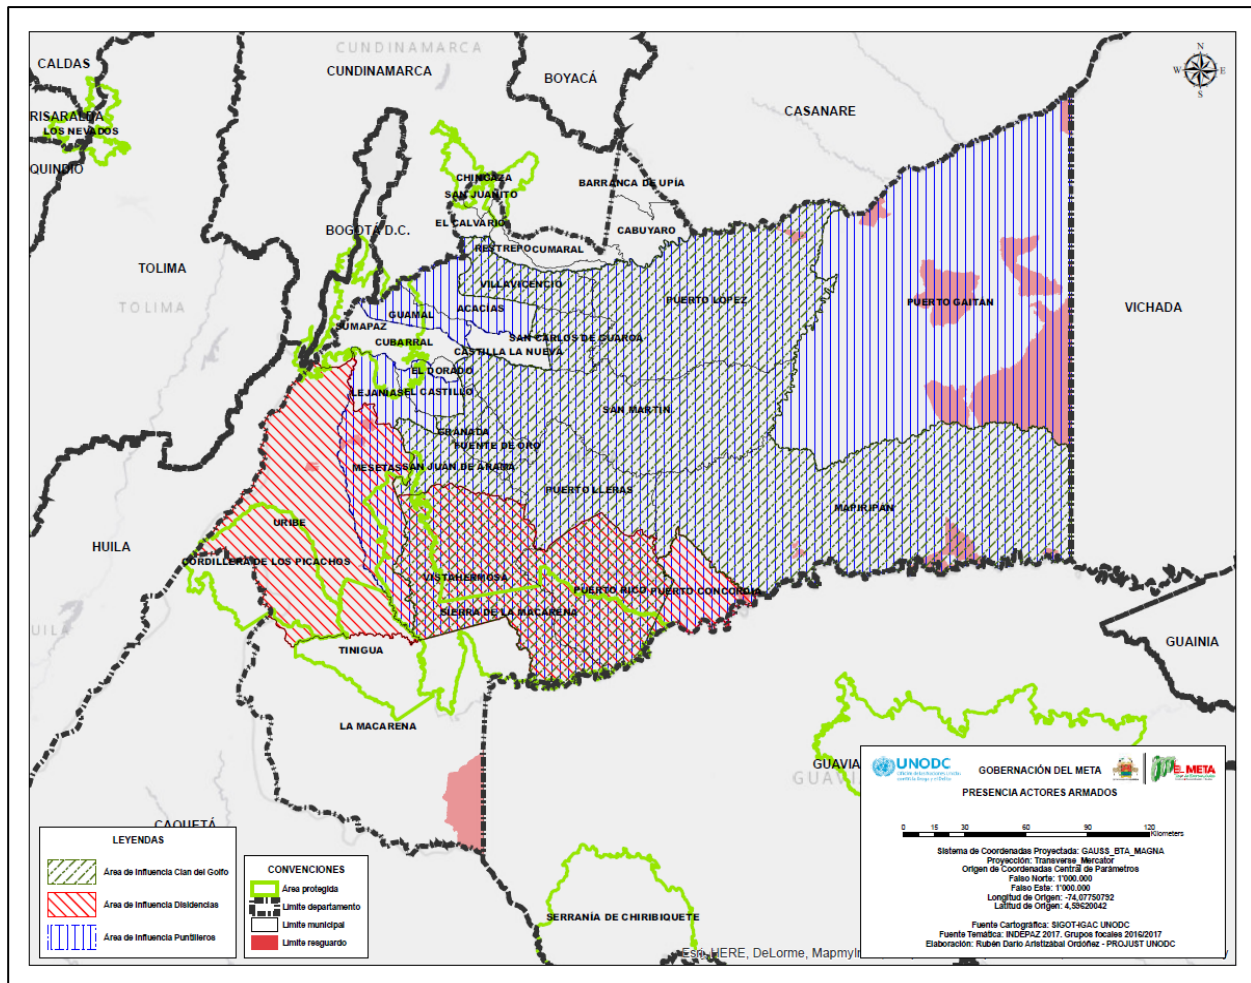 CUNDINAMARCA
CALDAS
CUNDINAMARCA
BOYACÁ
N
W E
S
CASANARE
RISARALDA
LOS NEVADOS
QUINDIO
CHINGAZA
SAN JUANITO
BARRANCA DE UPÍA
EL CALVARIO
CABUYARO
BOGOTÁ D.C.
RESTREPO
CUMARAL
TOLIMA
VILLAVICENCIO
PUERTO LÓPEZ
PUERTO GAITÁN
VICHADA
TOLIMA
ACACÍAS
GUAMAL
SUMAPAZ
SAN CARLOS DE GUAROA
CUBARRAL
CASTILLA LA NUEVA
EL DORADO
LEJANÍAS
EL CASTILLO
SAN MARTÍN
GRANADA
FUENTE DE ORO
MESETAS
SAN JUAN DE ARAMA
PUERTO LLERAS
MAPIRIPÁN
URIBE
HUILA
CORDILLERA DE LOS PICACHOS
VISTAHERMOSA
PUERTO RICO
PUERTO CONCORDIA
SIERRA DE LA MACARENA
UILA
TINIGUA
GUAINIA
LA MACARENA
GUAVIA
GUAVI
CAQUETÁ
SERRANÍA DE CHIRIBIQUETE
LEYENDAS
Área de Influencia Clan del Golfo
Área de Influencia Disidencias
Área de Influencia Puntilleros
CONVENCIONES
Área protegida
Límite departamento
Límite municipal
Límite resguardo
UNODC
GOBERNACIÓN DEL META
EL META
PRESENCIA ACTORES ARMADOS
0 15 30 60 90 120
Kilometers
Sistema de Coordenadas Proyectada: GAUSS_BTA_MAGNA
Proyección: Transverse_Mercator
Origen de Coordenadas Central de Parámetros
Falso Norte: 1'000.000
Falso Este: 1'000.000
Longitud de Origen: -74,07750792
Latitud de Origen: 4,59620042
Fuente Cartográfica: SIGOT-IGAC UNODC
Fuente Temática: INDEPAZ 2017. Grupos focales 2016/2017
Elaboración: Rubén Darío Aristizábal Ordóñez - PROJUST UNODC
Esri, HERE, DeLorme, MapmyIn